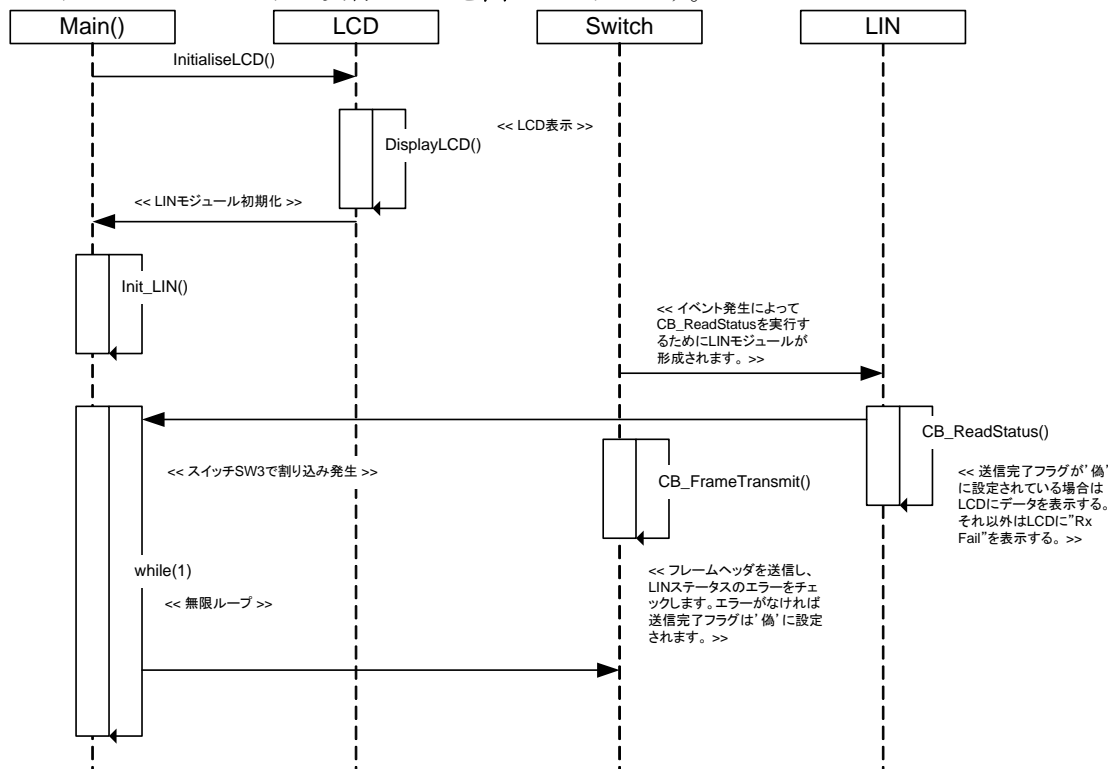 Main()
LCD
Switch
LIN
InitialiseLCD()
<< LCD表示 >>
DisplayLCD()
<< LINモジュール初期化 >>
Init_LIN()
<< イベント発生によって
CB_ReadStatusを実行す
るためにLINモジュールが
形成されます。 >>
CB_ReadStatus()
<< スイッチSW3で割り込み発生 >>
CB_FrameTransmit()
<< 送信完了フラグが’偽’
に設定されている場合は
LCDにデータを表示する。
それ以外はLCDに”Rx
Fail”を表示する。 >>
while(1)
<< 無限ループ >>
<< フレームヘッダを送信し、
LINステータスのエラーをチェ
ックします。エラーがなければ
送信完了フラグは’偽’に設定
されます。 >>